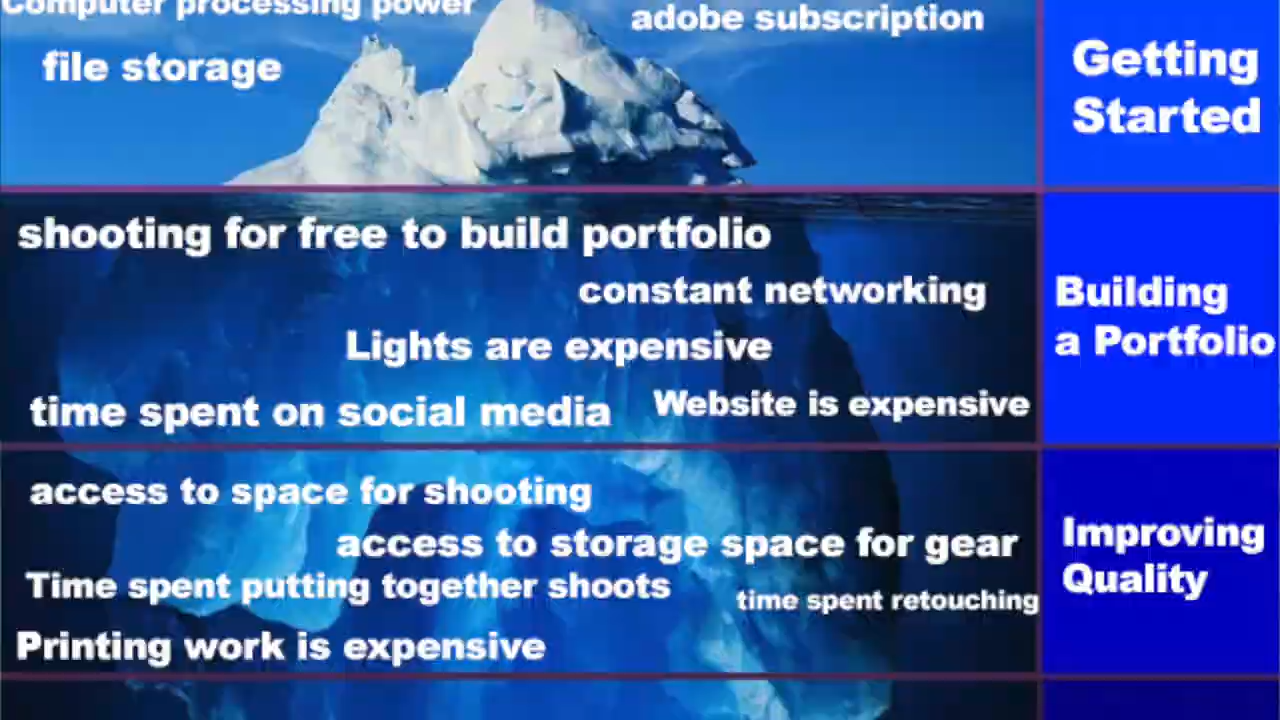 Computer processing power
adobe subscription
file storage
Getting
Started
shooting for free to build portfolio
constant networking
Lights are expensive
time spent on social media
Website is expensive
Building
a Portfolio
access to space for shooting
access to storage space for gear
Time spent putting together shoots
time spent retouching
Printing work is expensive
Improving
Quality